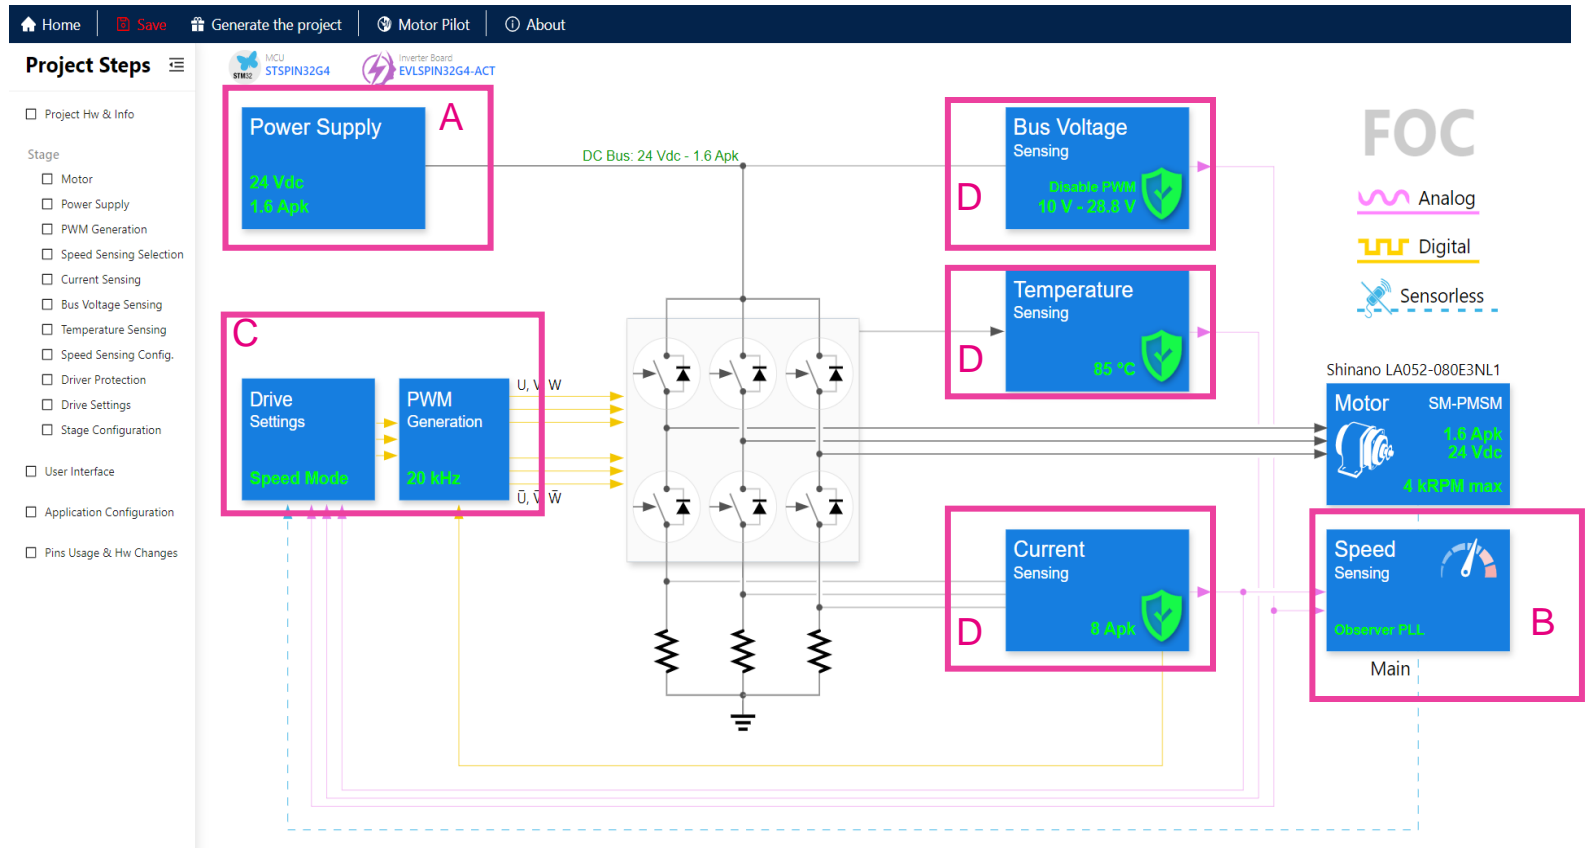 Home
Save
Generate the project
Motor Pilot
About
Project Steps
STM32
MCU
STSPIN32G4
Inverter Board
EVLSPIN32G4-ACT
Project Hw & Info
Stage
Motor
Power Supply
PWM Generation
Speed Sensing Selection
Current Sensing
Bus Voltage Sensing
Temperature Sensing
Speed Sensing Config.
Driver Protection
Drive Settings
Stage Configuration
User Interface
Application Configuration
Pins Usage & Hw Changes
A
Power Supply
24 Vdc
1.6 Apk
DC Bus: 24 Vdc - 1.6 Apk
D
Bus Voltage
Sensing
Disable PWM
10 V - 28.8 V
FOC
Analog
Digital
Sensorless
D
Temperature
Sensing
85 ºC
C
Drive
Settings
Speed Mode
PWM
Generation
20 kHz
U, V, W
Ū, V̄, W̄
Shinano LA052-080E3NL1
Motor
SM-PMSM
1.6 Apk
24 Vdc
4 kRPM max
D
Current
Sensing
8 Apk
B
Speed
Sensing
Observer PLL
Main